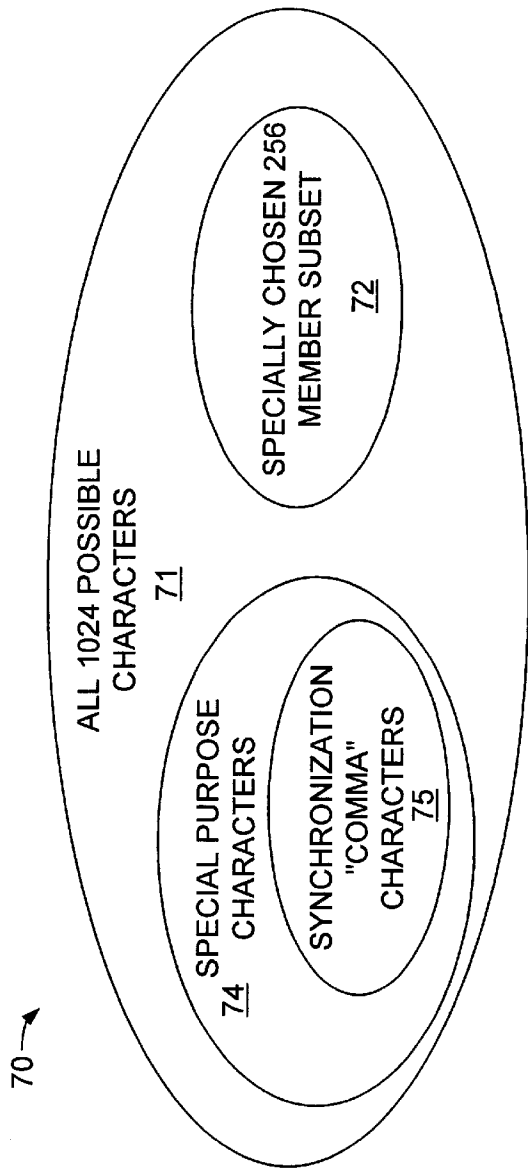 70
ALL 1024 POSSIBLE
CHARACTERS
71
SPECIAL PURPOSE
CHARACTERS
74
SYNCHRONIZATION
"COMMA"
CHARACTERS
75
SPECIALLY CHOSEN 256
MEMBER SUBSET
72